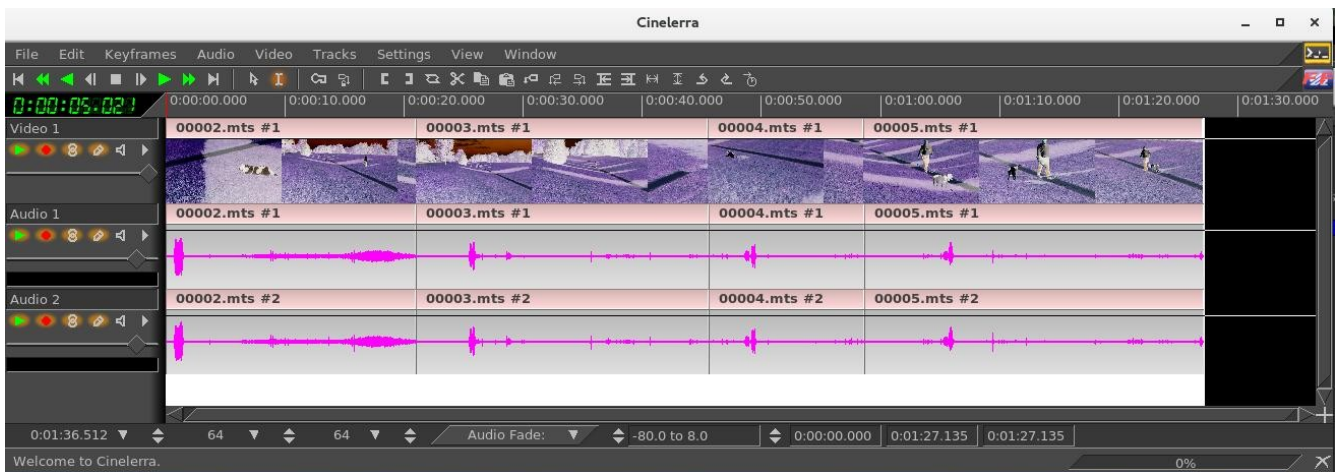 Cinelerra
File Edit Keyframes Audio Video Tracks Settings View Window
0:00:05.021 0:00:00.000 0:00:10.000 0:00:20.000 0:00:30.000 0:00:40.000 0:00:50.000 0:01:00.000 0:01:10.000 0:01:20.000 0:01:30.000
Video 1 00002.mts #1 00003.mts #1 00004.mts #1 00005.mts #1
Audio 1 00002.mts #1 00003.mts #1 00004.mts #1 00005.mts #1
Audio 2 00002.mts #2 00003.mts #2 00004.mts #2 00005.mts #2
0:01:36.512 64 64 Audio Fade: -80.0 to 8.0 0:00:00.000 0:01:27.135 0:01:27.135
Welcome to Cinelerra. 0%